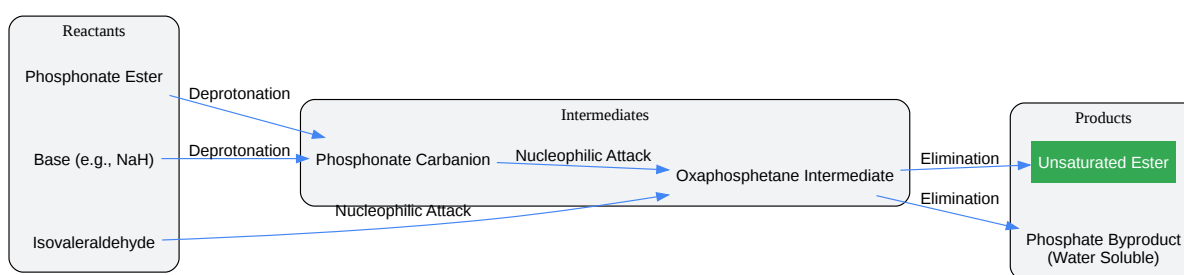 Reactants
Phosphonate Ester
Deprotonation
Base (e.g., NaH)
Deprotonation
Isovaleraldehyde
Intermediates
Phosphonate Carbanion
Nucleophilic Attack
Nucleophilic Attack
Oxaphosphetane Intermediate
Elimination
Elimination
Products
Unsaturated Ester
Phosphate Byproduct
(Water Soluble)